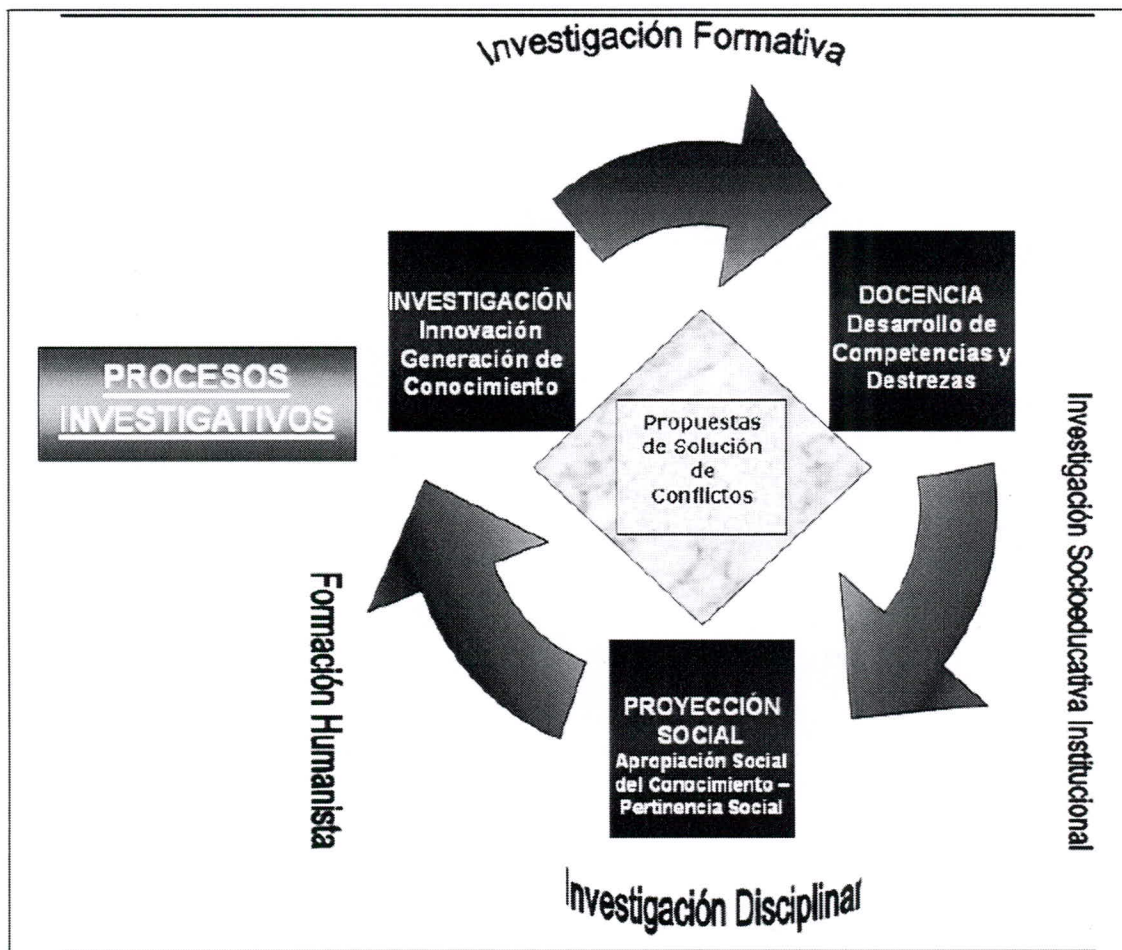 Investigación Formativa
INVESTIGACIÓN
Innovación
Generación de
Conocimiento
DOCENCIA
Desarrollo de
Competencias y
Destrezas
PROCESOS
INVESTIGATIVOS
Propuestas
de Solución
de
Conflictos
Investigación Socioeducativa Institucional
Formación Humanista
PROYECCIÓN
SOCIAL
Apropiación Social
del Conocimiento –
Pertinencia Social
Investigación Disciplinar